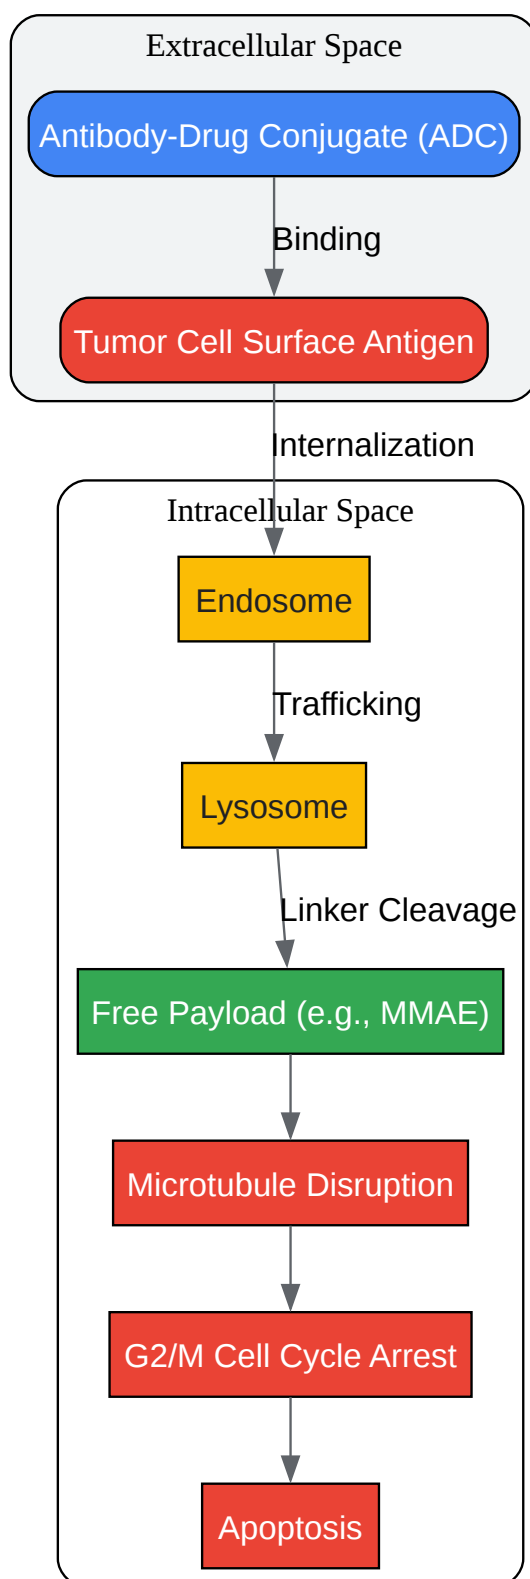 Extracellular Space
Antibody-Drug Conjugate (ADC)
Binding
Tumor Cell Surface Antigen
Internalization
Intracellular Space
Endosome
Trafficking
Lysosome
Linker Cleavage
Free Payload (e.g., MMAE)
Microtubule Disruption
G2/M Cell Cycle Arrest
Apoptosis